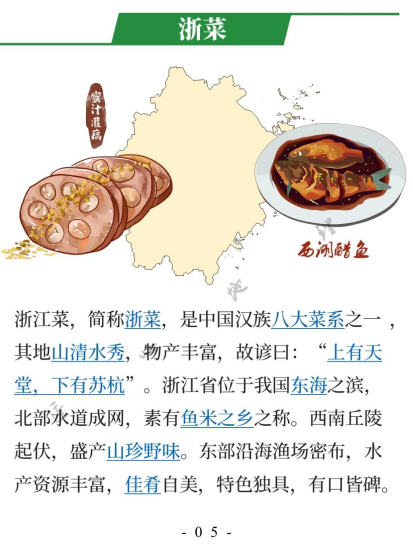 浙菜
蜜汁灌藕
西湖醋鱼
浙江菜，简称浙菜，是中国汉族八大菜系之一，
其地山清水秀，物产丰富，故谚曰：“上有天
堂，下有苏杭”。浙江省位于我国东海之滨，
北部水道成网，素有鱼米之乡之称。西南丘陵
起伏，盛产山珍野味。东部沿海渔场密布，水
产资源丰富，佳肴自美，特色独具，有口皆碑。
- 05 -